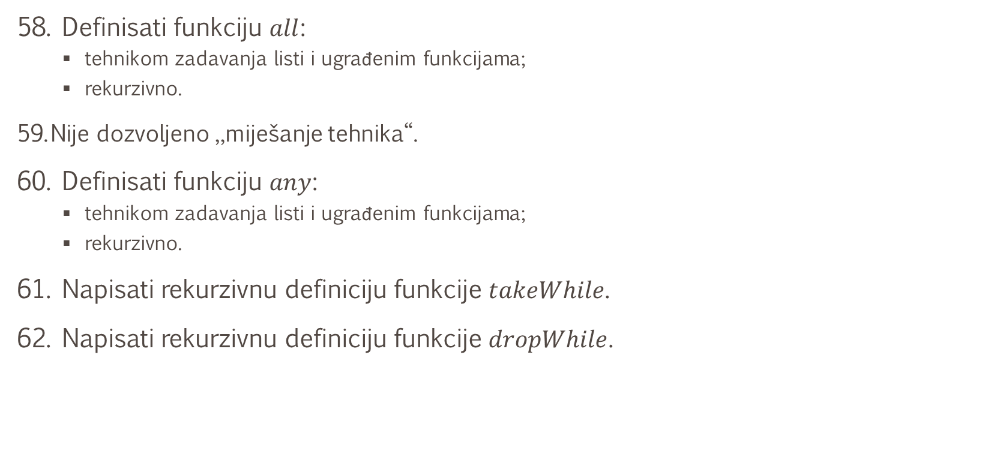 58. Definisati funkciju all:
▪ tehnikom zadavanja listi i ugrađenim funkcijama;
▪ rekurzivno.
59.Nije dozvoljeno „miješanje tehnika“.
60. Definisati funkciju any:
▪ tehnikom zadavanja listi i ugrađenim funkcijama;
▪ rekurzivno.
61. Napisati rekurzivnu definiciju funkcije takeWhile.
62. Napisati rekurzivnu definiciju funkcije dropWhile.